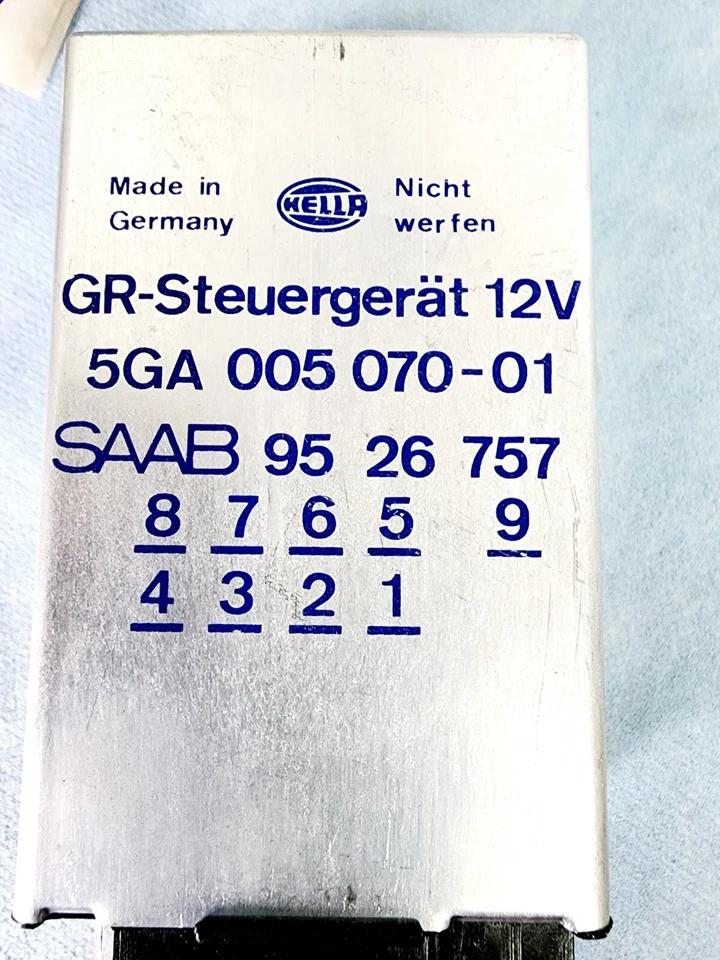 Made in HELLA Nicht
Germany werfen
GR-Steuergerät 12V
5GA 005 070-01
SAAB 95 26 757
8 7 6 5 9
4 3 2 1